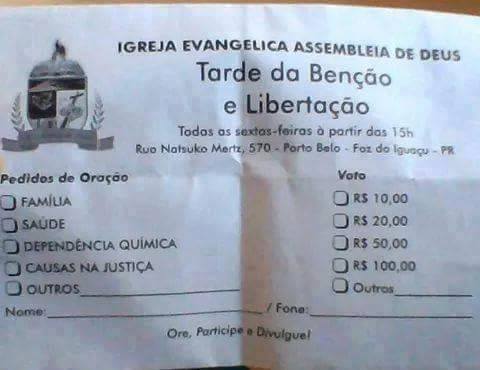 IGREJA EVANGELICA ASSEMBLEIA DE DEUS
Tarde da Benção
e Libertação
Todas as sextas-feiras à partir das 15h
Rua Natsuko Mertz, 570 - Porto Belo - Foz do Iguaçu - PR
Pedidos de Oração
FAMÍLIA
SAÚDE
DEPENDÊNCIA QUÍMICA
CAUSAS NA JUSTIÇA
OUTROS
Voto
R$ 10,00
R$ 20,00
R$ 50,00
R$ 100,00
Outros
Nome: / Fone:
Ore, Participe e Divulgue!